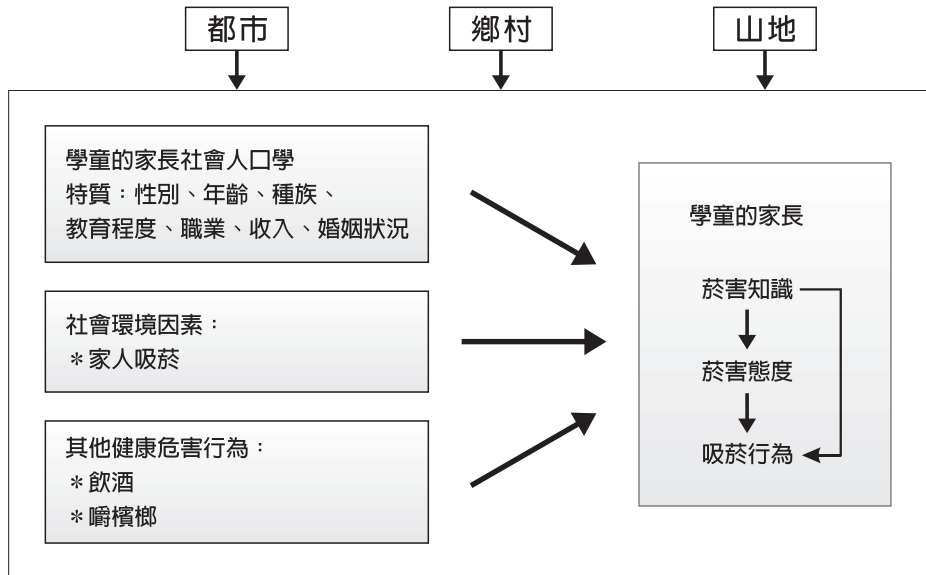 都市
鄉村
山地
學童的家長社會人口學
特質：性別、年齡、種族、
教育程度、職業、收入、婚姻狀況
社會環境因素：
＊家人吸菸
其他健康危害行為：
＊飲酒
＊嚼檳榔
學童的家長
菸害知識
菸害態度
吸菸行為